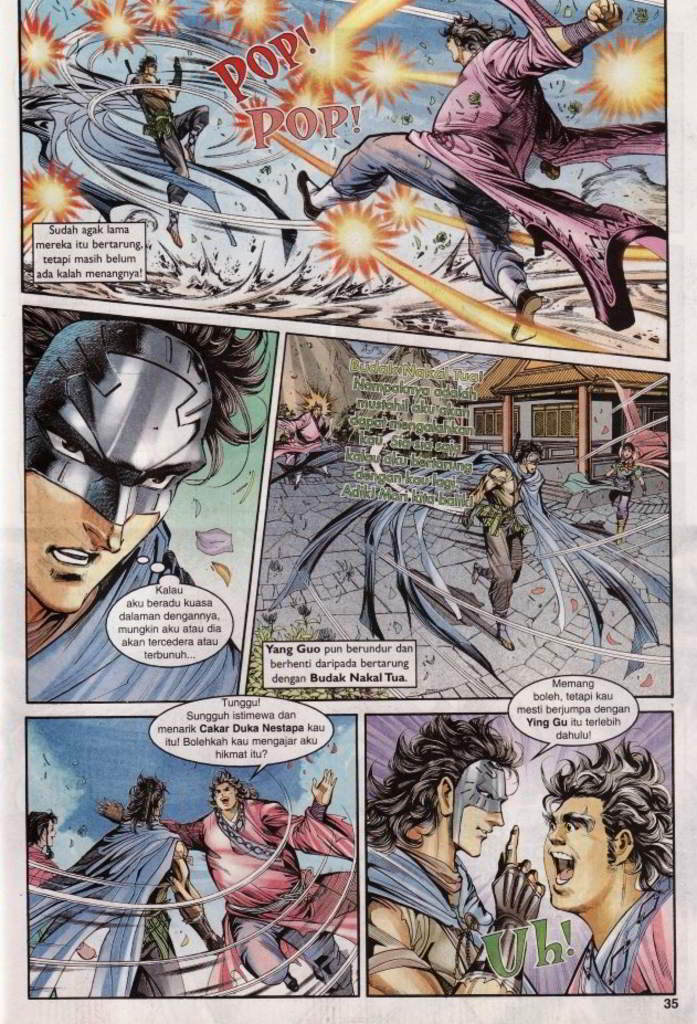 POP!
POP!
Sudah agak lama
mereka itu bertarung,
tetapi masih belum
ada kalah menangnya!
Kalau
aku beradu kuasa
dalaman dengannya,
mungkin aku atau dia
akan tercedera atau
terbunuh...
Budak Nakal Tua!
Nampaknya adalah
mustahil aku akan
dapat mengalahkan
kau
bertarung
kau lagi.
Adik! Mari kita balik!
Yang Guo pun berundur dan
berhenti daripada bertarung
dengan Budak Nakal Tua.
Tunggu!
Sungguh istimewa dan
menarik Cakar Duka Nestapa kau
itu! Bolehkah kau mengajar aku
hikmat itu?
Memang
boleh, tetapi kau
mesti berjumpa dengan
Ying Gu itu terlebih
dahulu!
Uh!
35